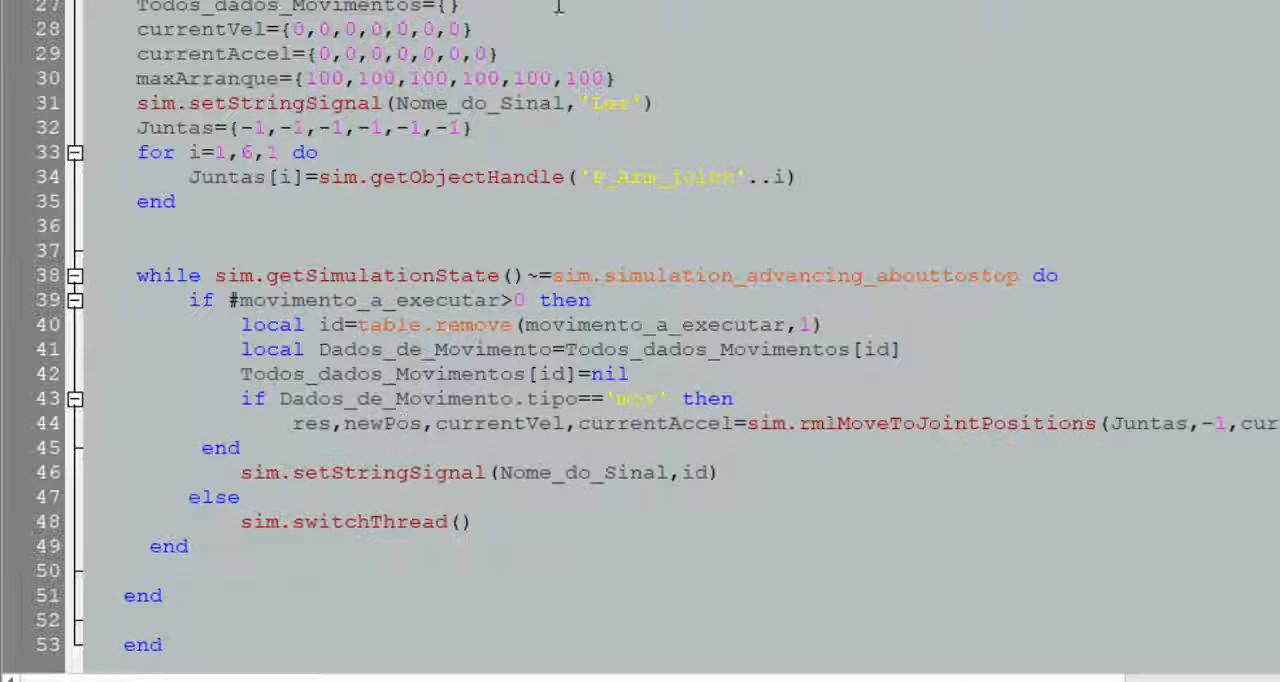 27 Todos_dados_Movimentos={}
28 currentVel={0,0,0,0,0,0,0}
29 currentAccel={0,0,0,0,0,0,0}
30 maxArranque={100,100,100,100,100,100}
31 sim.setStringSignal(Nome_do_Sinal,'Ler')
32 Juntas={-1,-1,-1,-1,-1,-1}
33 for i=1,6,1 do
34 Juntas[i]=sim.getObjectHandle('P_Arm_joint'..i)
35 end
36
37
38 while sim.getSimulationState()~=sim.simulation_advancing_abouttostop do
39 if #movimento_a_executar>0 then
40 local id=table.remove(movimento_a_executar,1)
41 local Dados_de_Movimento=Todos_dados_Movimentos[id]
42 Todos_dados_Movimentos[id]=nil
43 if Dados_de_Movimento.tipo=='mov' then
44 res,newPos,currentVel,currentAccel=sim.rmlMoveToJointPositions(Juntas,-1,cur
45 end
46 sim.setStringSignal(Nome_do_Sinal,id)
47 else
48 sim.switchThread()
49 end
50
51 end
52
53 end